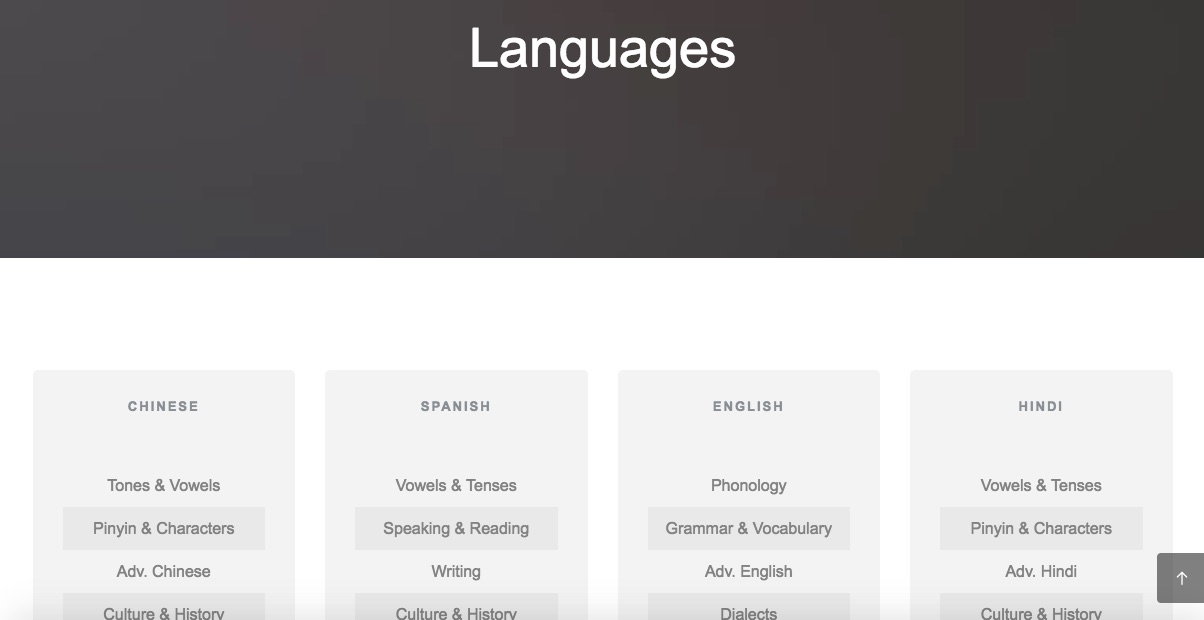 Languages
CHINESE
Tones & Vowels
Pinyin & Characters
Adv. Chinese
Culture & History
SPANISH
Vowels & Tenses
Speaking & Reading
Writing
Culture & History
ENGLISH
Phonology
Grammar & Vocabulary
Adv. English
Dialects
HINDI
Vowels & Tenses
Pinyin & Characters
Adv. Hindi
Culture & History